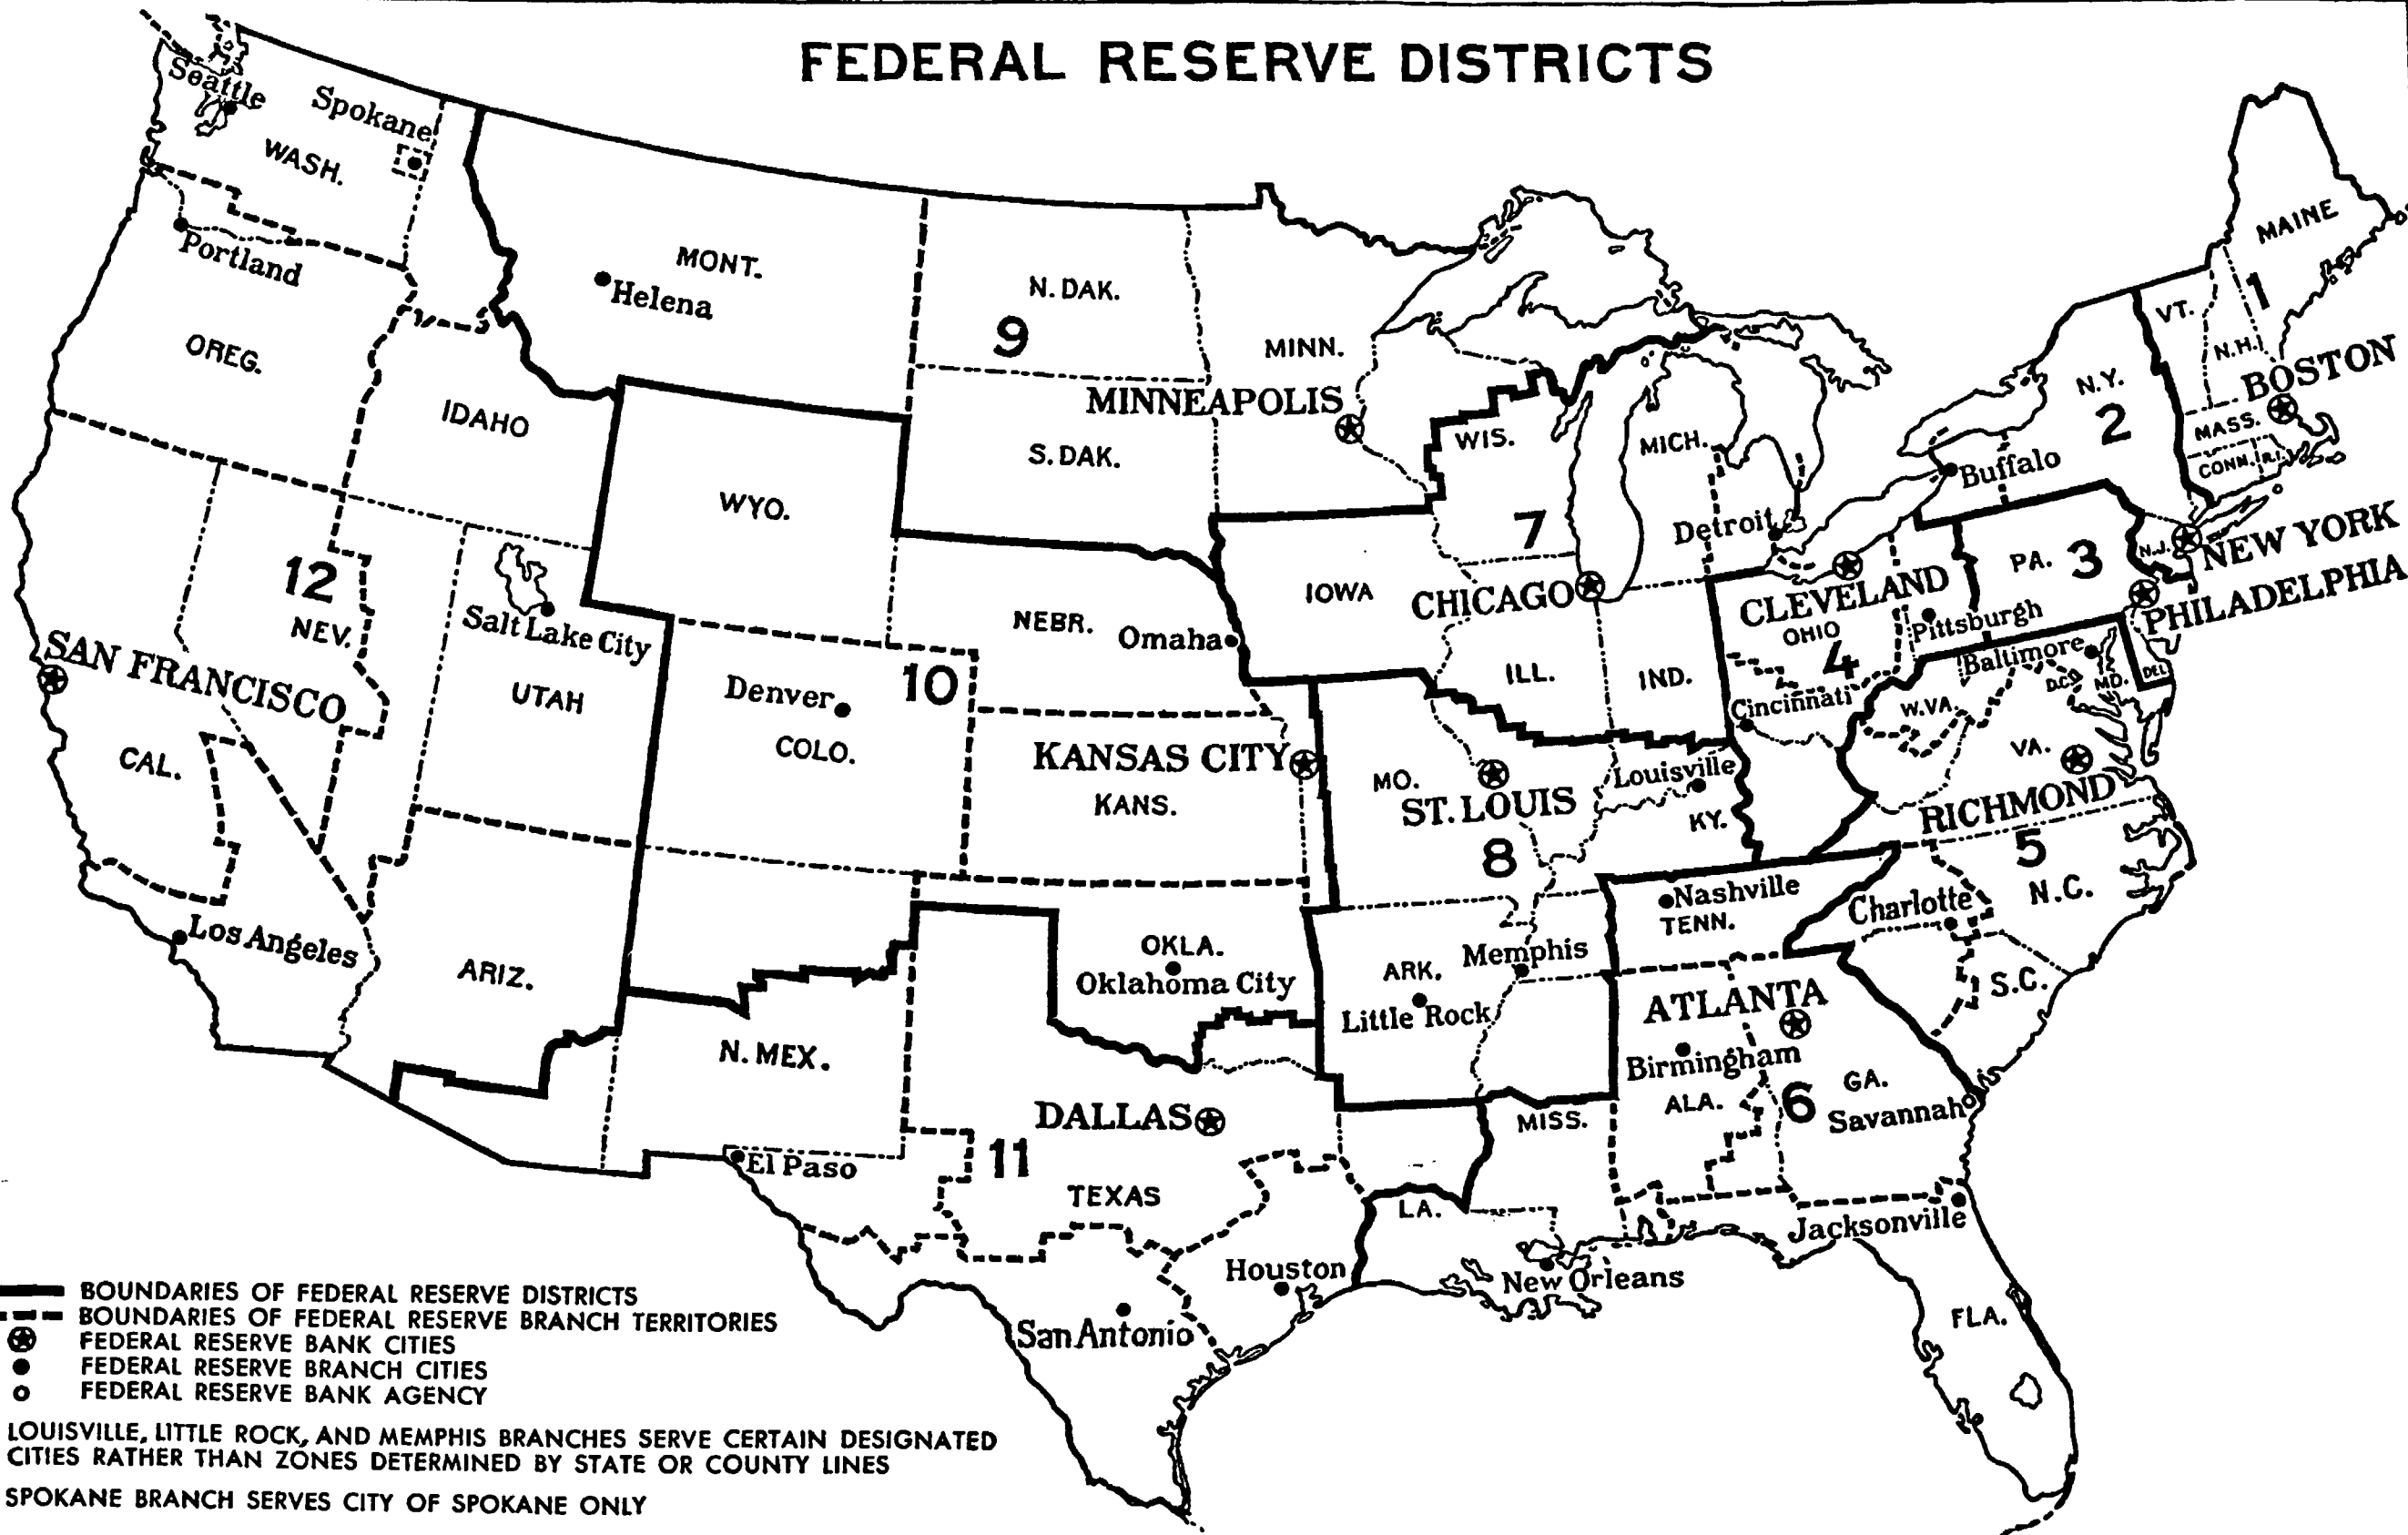 FEDERAL RESERVE DISTRICTS
Seattle
Spokane
WASH.
Portland
OREG.
MONT.
Helena
N. DAK.
9
MINN.
MINNEAPOLIS
S. DAK.
IDAHO
WYO.
WIS.
MICH.
7
Detroit
MAINE
1
VT.
N.H.
BOSTON
N.Y.
2
MASS.
CONN.
R.I.
Buffalo
NEW YORK
N.J.
PA.
3
PHILADELPHIA
CLEVELAND
OHIO
4
Pittsburgh
Cincinnati
Baltimore
D.C.
MD.
DEL.
W.VA.
VA.
RICHMOND
5
12
NEV.
SAN FRANCISCO
CAL.
Salt Lake City
UTAH
Los Angeles
ARIZ.
NEBR.
Omaha
10
Denver
COLO.
KANSAS CITY
KANS.
IOWA
CHICAGO
ILL.
IND.
MO.
ST. LOUIS
8
Louisville
KY.
Nashville
TENN.
Charlotte
N.C.
S.C.
OKLA.
Oklahoma City
ARK.
Memphis
Little Rock
ATLANTA
Birmingham
ALA.
6
GA.
Savannah
N. MEX.
El Paso
DALLAS
11
TEXAS
MISS.
LA.
New Orleans
Jacksonville
FLA.
Houston
San Antonio
BOUNDARIES OF FEDERAL RESERVE DISTRICTS
BOUNDARIES OF FEDERAL RESERVE BRANCH TERRITORIES
FEDERAL RESERVE BANK CITIES
FEDERAL RESERVE BRANCH CITIES
FEDERAL RESERVE BANK AGENCY
LOUISVILLE, LITTLE ROCK, AND MEMPHIS BRANCHES SERVE CERTAIN DESIGNATED
CITIES RATHER THAN ZONES DETERMINED BY STATE OR COUNTY LINES
SPOKANE BRANCH SERVES CITY OF SPOKANE ONLY